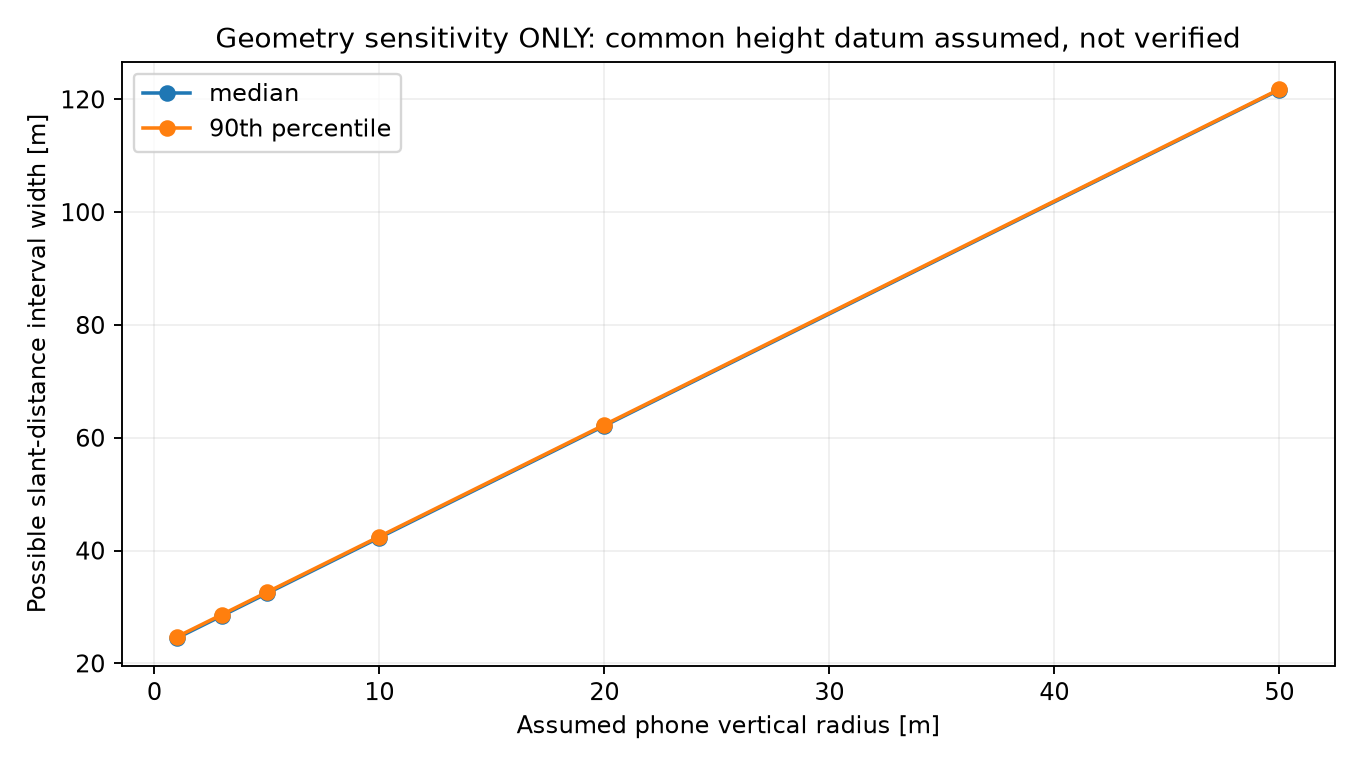 Geometry sensitivity ONLY: common height datum assumed, not verified
median
90th percentile
Possible slant-distance interval width [m]
120
100
80
60
40
20
0 10 20 30 40 50
Assumed phone vertical radius [m]